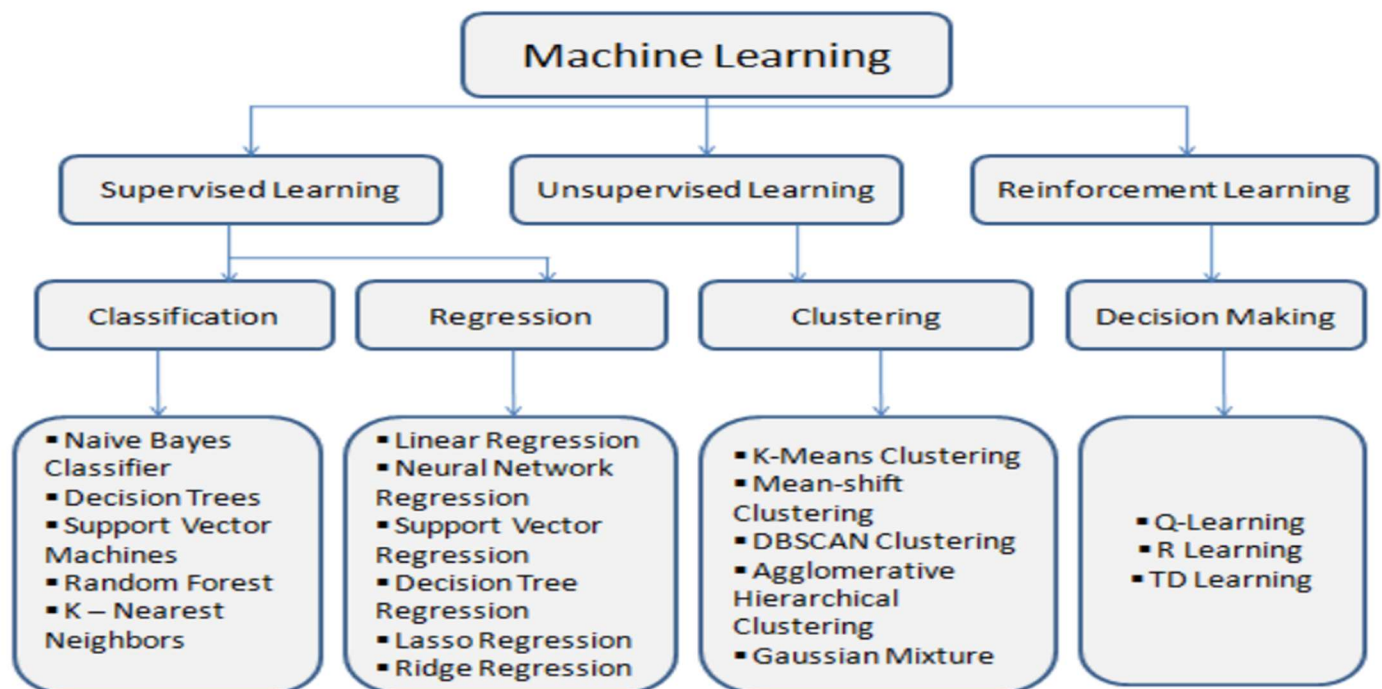 Machine Learning
Supervised Learning
Unsupervised Learning
Reinforcement Learning
Classification
Regression
Clustering
Decision Making
▪ Naive Bayes
Classifier
▪ Decision Trees
▪ Support Vector
Machines
▪ Random Forest
▪ K – Nearest
Neighbors
▪ Linear Regression
▪ Neural Network
Regression
▪ Support Vector
Regression
▪ Decision Tree
Regression
▪ Lasso Regression
▪ Ridge Regression
▪ K-Means Clustering
▪ Mean-shift
Clustering
▪ DBSCAN Clustering
▪ Agglomerative
Hierarchical
Clustering
▪ Gaussian Mixture
▪ Q-Learning
▪ R Learning
▪ TD Learning